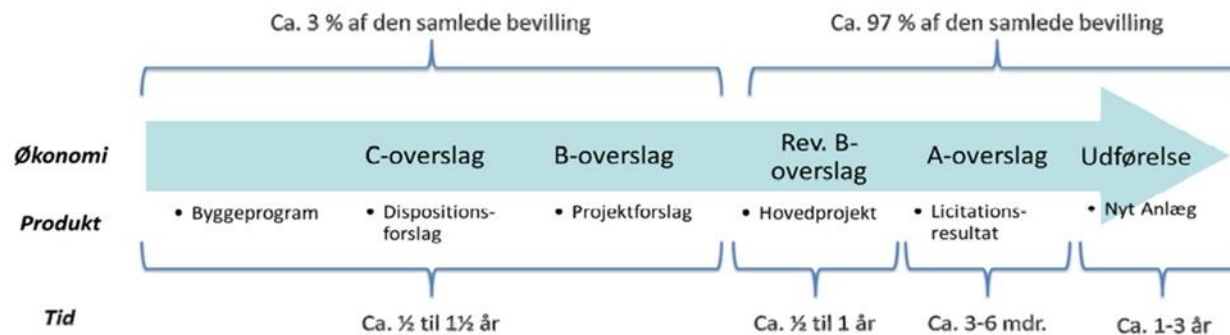 Ca. 3 % af den samlede bevilling
Ca. 97 % af den samlede bevilling
Økonomi
C-overslag
B-overslag
Rev. B-
overslag
A-overslag
Udførelse
Produkt
• Byggeprogram
• Dispositions-
forslag
• Projektforslag
• Hovedprojekt
• Licitations-
resultat
• Nyt Anlæg
Tid
Ca. ½ til 1½ år
Ca. ½ til 1 år
Ca. 3-6 mdr.
Ca. 1-3 år